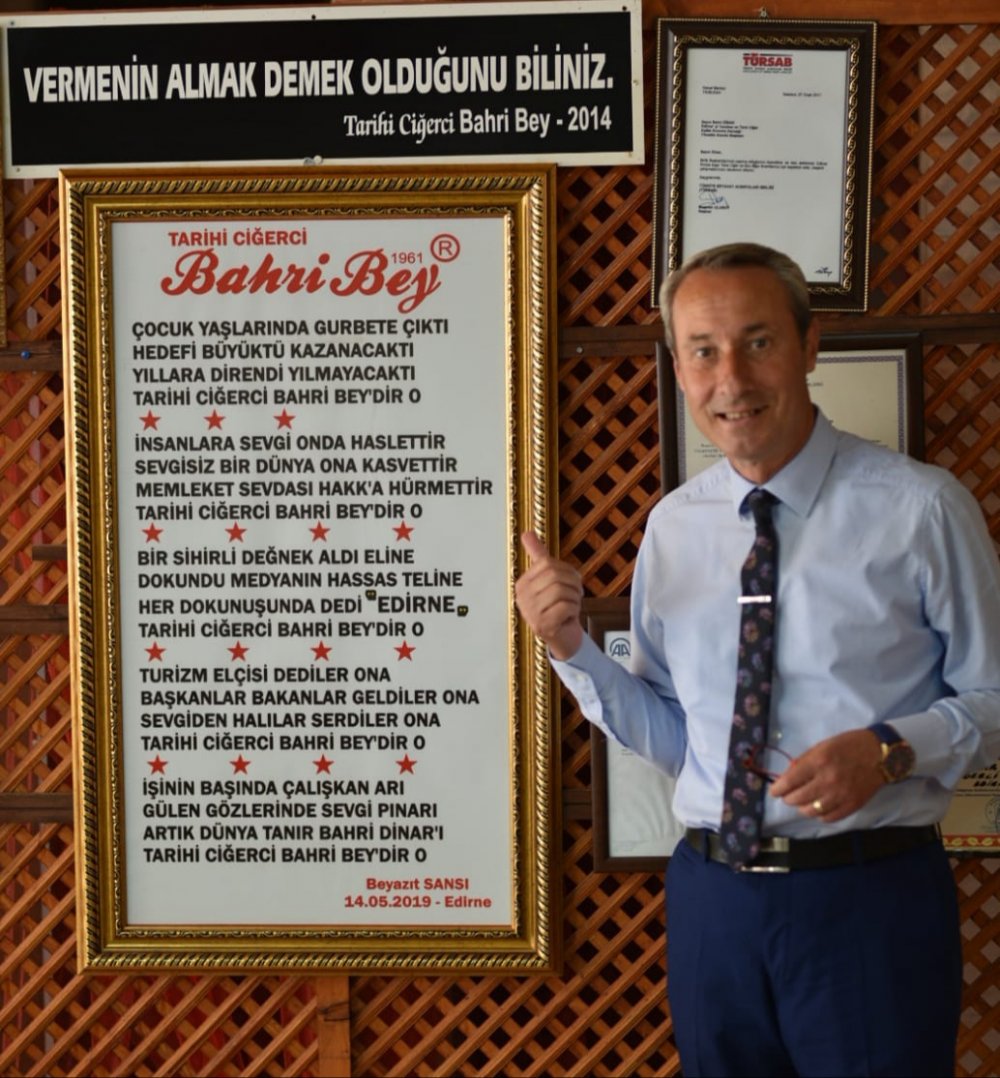 VERMENİN ALMAK DEMEK OLDUĞUNU BİLİNİZ.
Tarihi Ciğerci Bahri Bey - 2014
TÜRSAB
TARİHİ CİĞERCİ
Bahri Bey 1961 ®
ÇOCUK YAŞLARINDA GURBETE ÇIKTI
HEDEFİ BÜYÜKTÜ KAZANACAKTI
YILLARA DİRENDİ YILMAYACAKTI
TARİHİ CİĞERCİ BAHRİ BEY'DİR O
İNSANLARA SEVGİ ONDA HASLETTİR
SEVGİSİZ BİR DÜNYA ONA KASVETTİR
MEMLEKET SEVDASI HAKK'A HÜRMETTİR
TARİHİ CİĞERCİ BAHRİ BEY'DİR O
BİR SİHİRLİ DEĞNEK ALDI ELİNE
DOKUNDU MEDYANIN HASSAS TELİNE
HER DOKUNUŞUNDA DEDİ "EDİRNE"
TARİHİ CİĞERCİ BAHRİ BEY'DİR O
TURİZM ELÇİSİ DEDİLER ONA
BAŞKANLAR BAKANLAR GELDİLER ONA
SEVGİDEN HALILAR SERDİLER ONA
TARİHİ CİĞERCİ BAHRİ BEY'DİR O
İŞİNİN BAŞINDA ÇALIŞKAN ARI
GÜLEN GÖZLERİNDE SEVGİ PINARI
ARTIK DÜNYA TANIR BAHRİ DİNAR'I
TARİHİ CİĞERCİ BAHRİ BEY'DİR O
Beyazıt SANSI
14.05.2019 - Edirne
AA